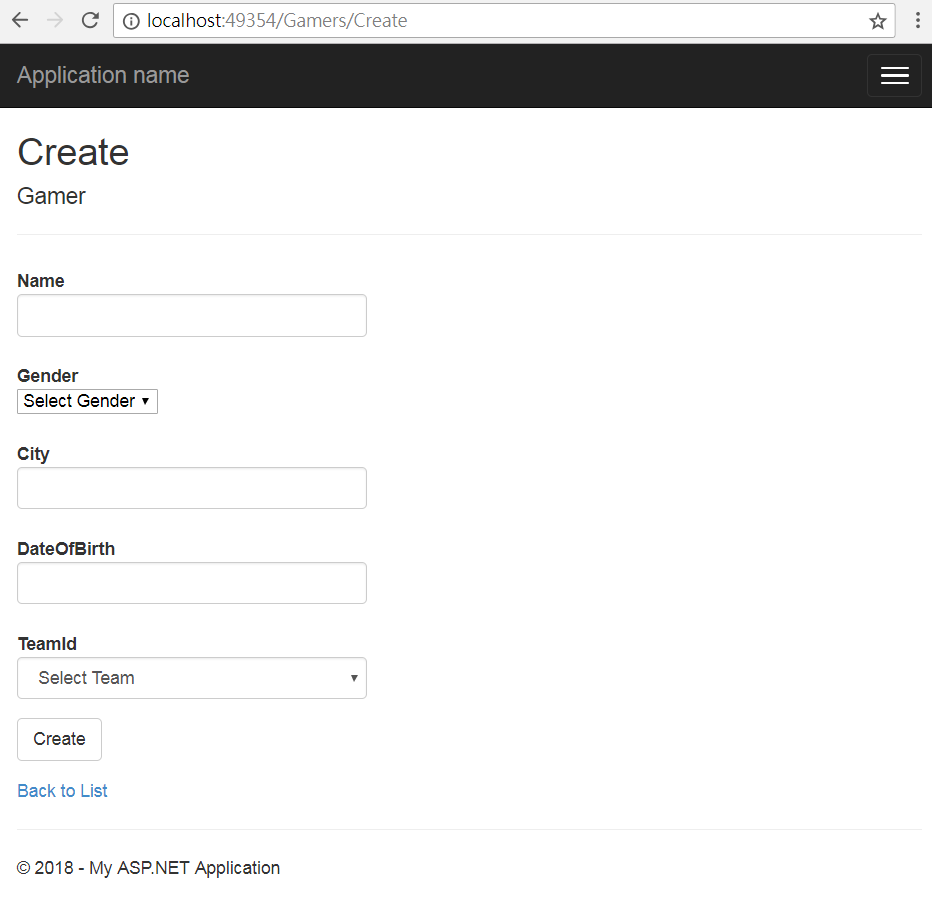 localhost:49354/Gamers/Create
Application name
Create
Gamer
Name
Gender
Select Gender
City
DateOfBirth
TeamId
Select Team
Create
Back to List
© 2018 - My ASP.NET Application